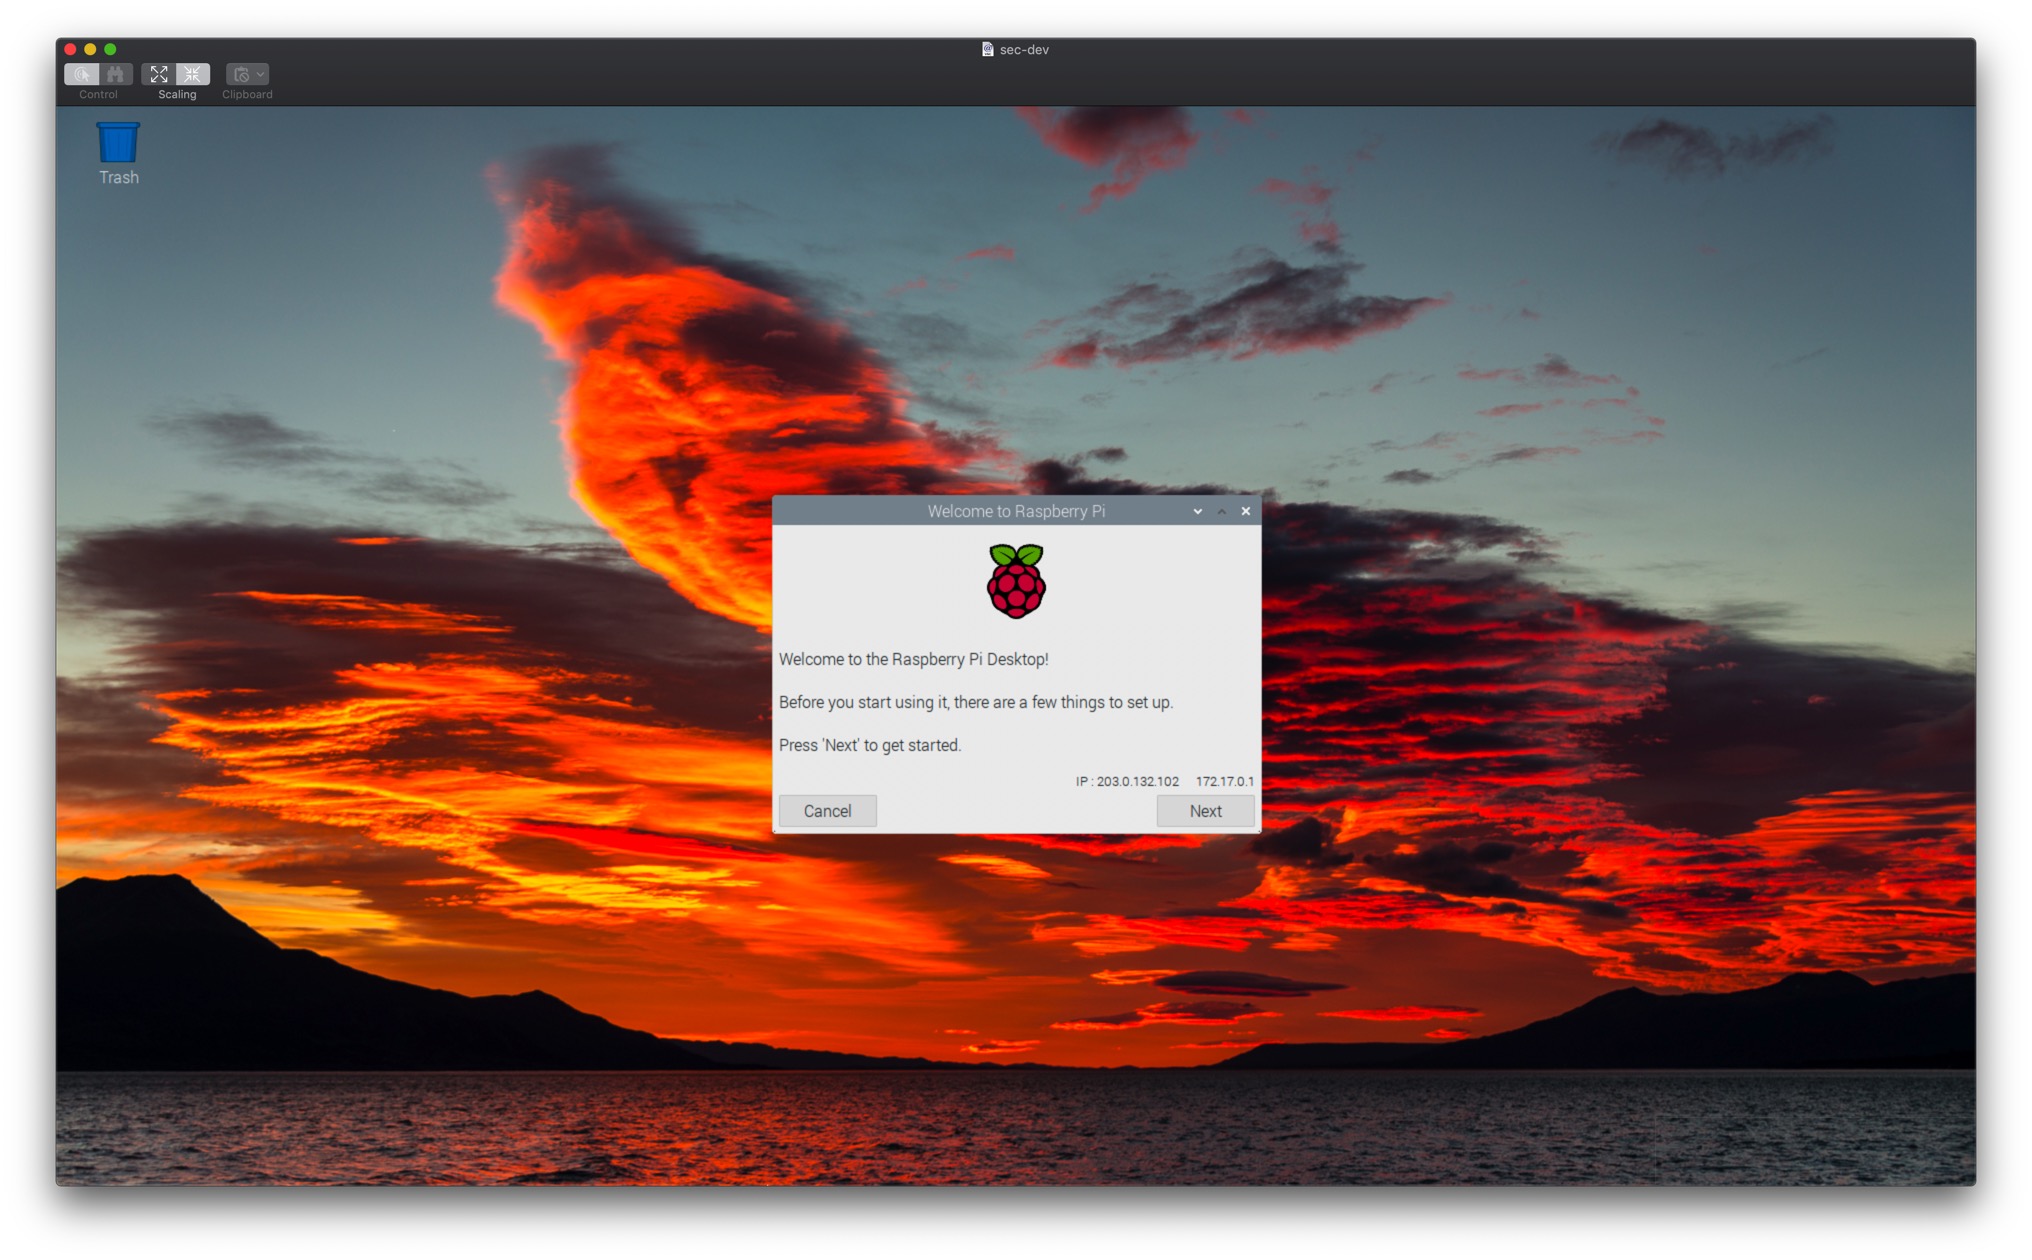 sec-dev
Control
Scaling
Clipboard
Trash
Welcome to Raspberry Pi
Welcome to the Raspberry Pi Desktop!
Before you start using it, there are a few things to set up.
Press 'Next' to get started.
IP : 203.0.132.102 172.17.0.1
Cancel
Next